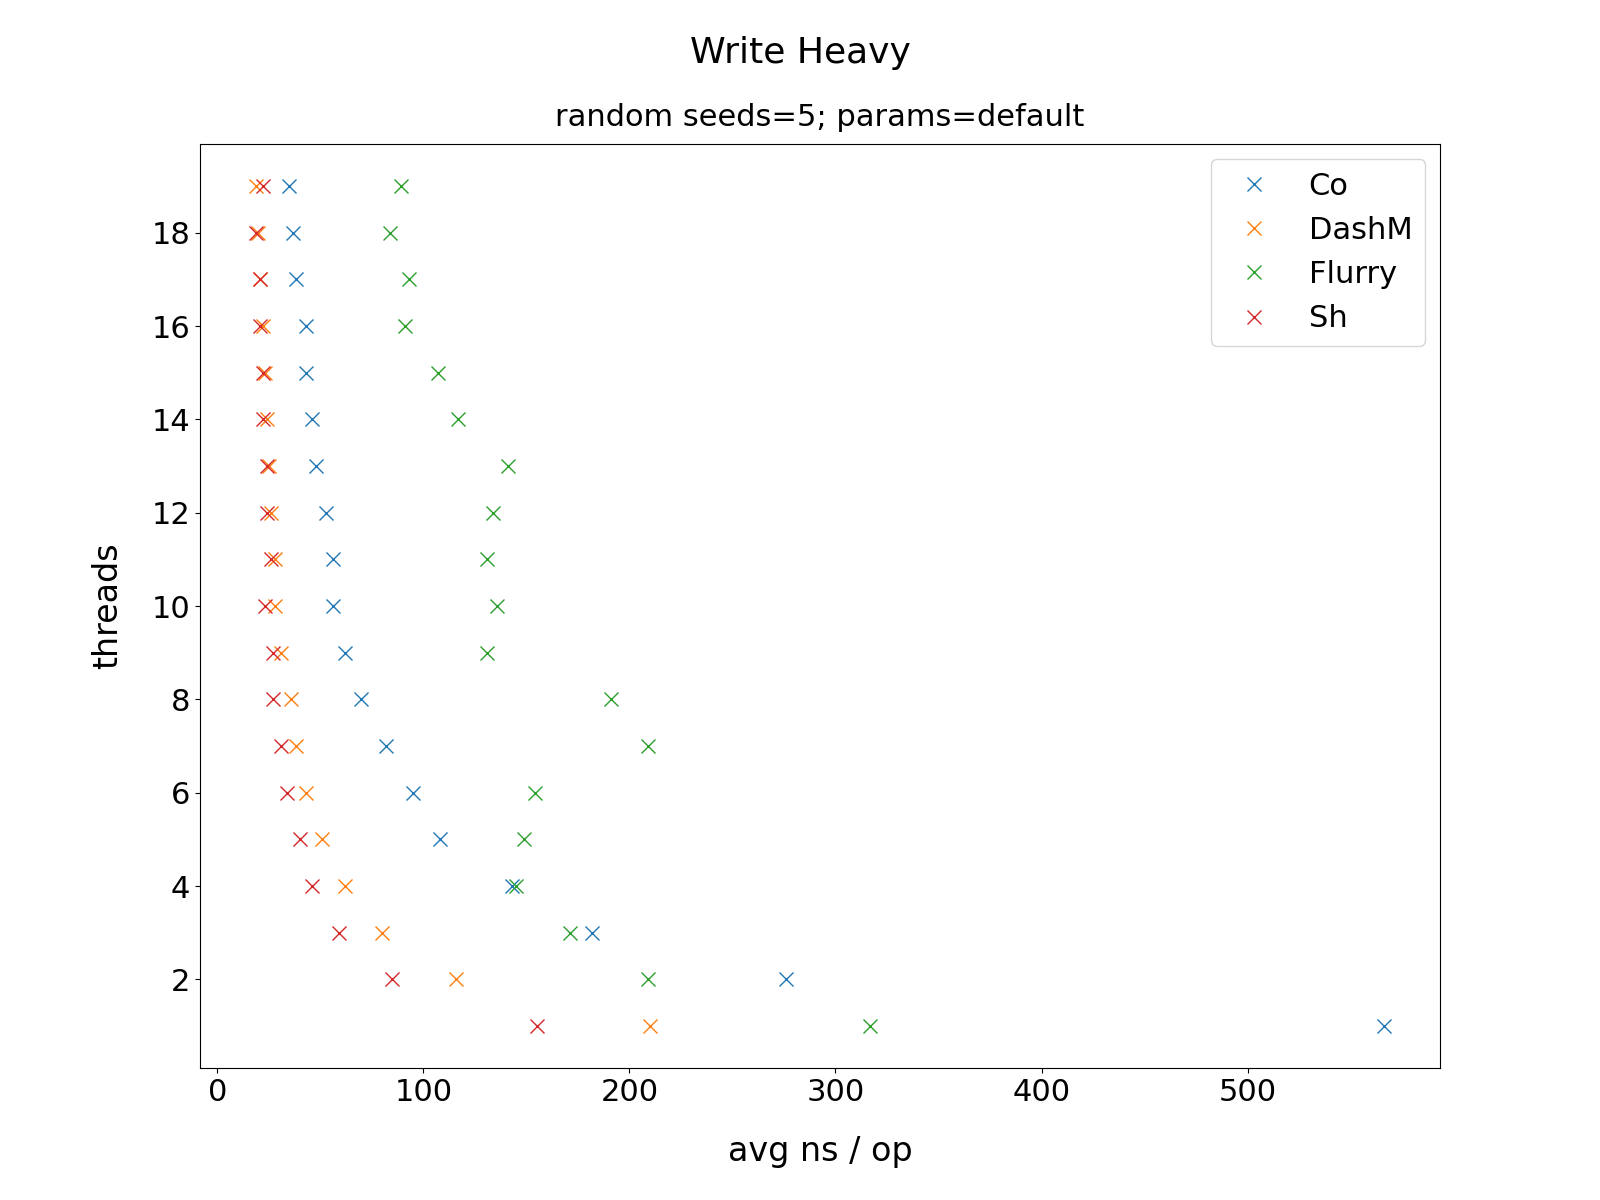 Write Heavy
random seeds=5; params=default
Co
DashM
Flurry
Sh
threads
18
16
14
12
10
8
6
4
2
0 100 200 300 400 500
avg ns / op